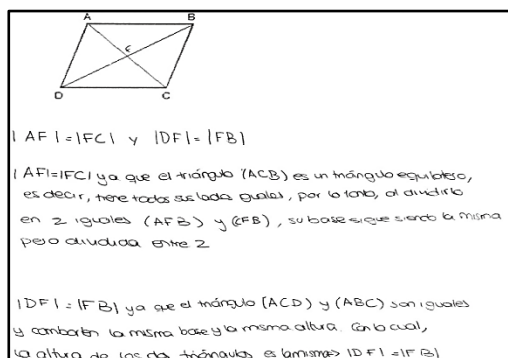 A B
F
D C
|AF|=|FC| y |DF|=|FB|
|AF|=|FC| ya que el triángulo (ACB) es un triángulo equilatero,
es decir, tiene todos sus lados iguales, por lo tanto, al dividirlo
en 2 iguales (AFB) y (CFB), su base sigue siendo la misma
pero dividida entre 2
|DF|=|FB| ya que el triángulo (ACD) y (ABC) son iguales
y comparten la misma base y la misma altura. Con lo cual,
la altura de los dos triángulos es la misma |DF|=|FB|